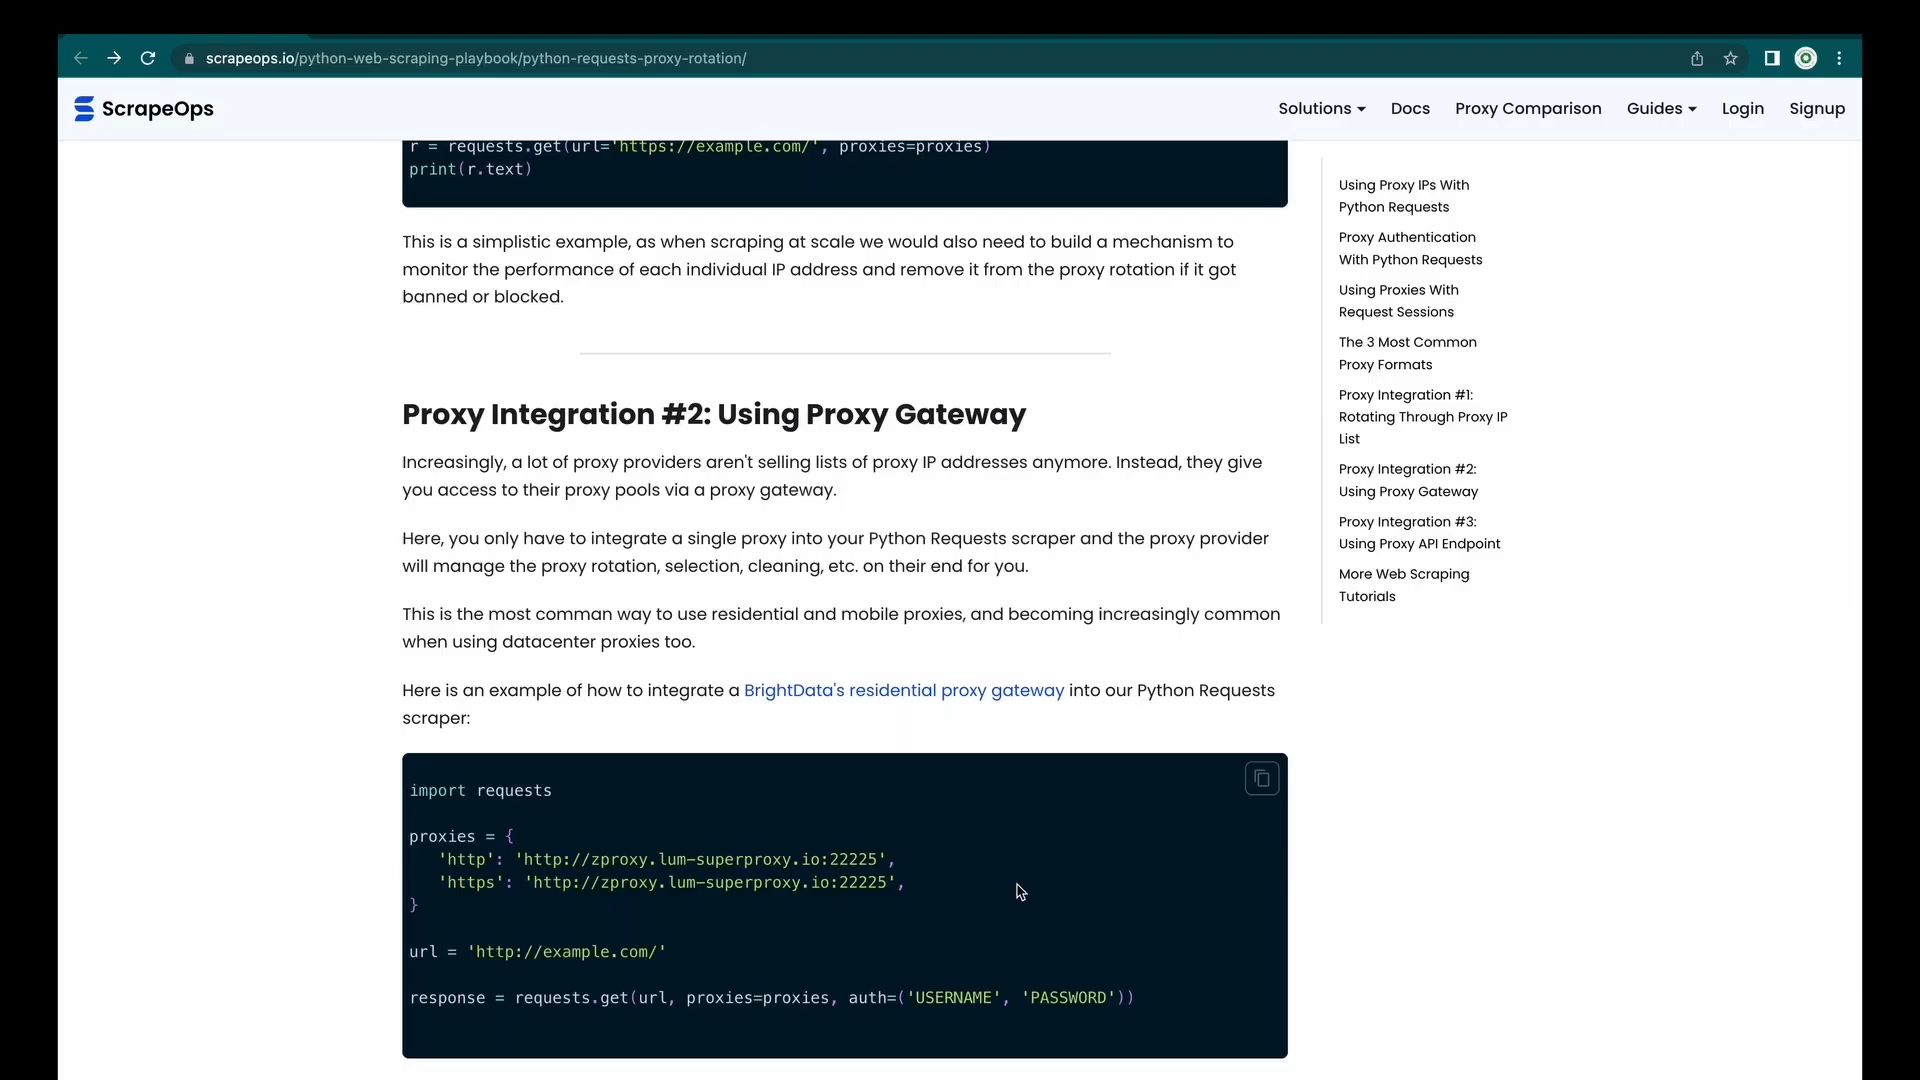 scrapeops.io/python-web-scraping-playbook/python-requests-proxy-rotation/
ScrapeOps
Solutions
Docs
Proxy Comparison
Guides
Login
Signup
r = requests.get(url='https://example.com/', proxies=proxies)
print(r.text)
This is a simplistic example, as when scraping at scale we would also need to build a mechanism to
monitor the performance of each individual IP address and remove it from the proxy rotation if it got
banned or blocked.
Proxy Integration #2: Using Proxy Gateway
Increasingly, a lot of proxy providers aren't selling lists of proxy IP addresses anymore. Instead, they give
you access to their proxy pools via a proxy gateway.
Here, you only have to integrate a single proxy into your Python Requests scraper and the proxy provider
will manage the proxy rotation, selection, cleaning, etc. on their end for you.
This is the most comman way to use residential and mobile proxies, and becoming increasingly common
when using datacenter proxies too.
Here is an example of how to integrate a BrightData's residential proxy gateway into our Python Requests
scraper:
import requests
proxies = {
'http': 'http://zproxy.lum-superproxy.io:22225',
'https': 'http://zproxy.lum-superproxy.io:22225',
}
url = 'http://example.com/'
response = requests.get(url, proxies=proxies, auth=('USERNAME', 'PASSWORD'))
Using Proxy IPs With
Python Requests
Proxy Authentication
With Python Requests
Using Proxies With
Request Sessions
The 3 Most Common
Proxy Formats
Proxy Integration #1:
Rotating Through Proxy IP
List
Proxy Integration #2:
Using Proxy Gateway
Proxy Integration #3:
Using Proxy API Endpoint
More Web Scraping
Tutorials